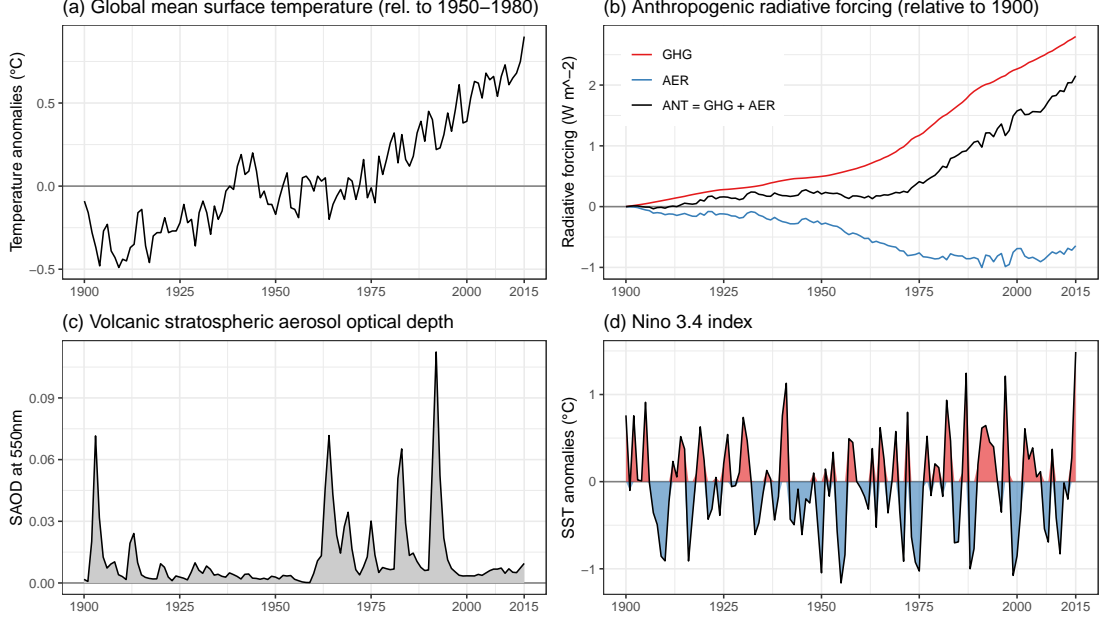 (a) Global mean surface temperature (rel. to 1950–1980)
Temperature anomalies (°C)
0.5
0.0
−0.5
1900 1925 1950 1975 2000 2015
(b) Anthropogenic radiative forcing (relative to 1900)
Radiative forcing (W m^−2)
GHG
AER
ANT = GHG + AER
2
1
0
−1
1900 1925 1950 1975 2000 2015
(c) Volcanic stratospheric aerosol optical depth
SAOD at 550nm
0.09
0.06
0.03
0.00
1900 1925 1950 1975 2000 2015
(d) Nino 3.4 index
SST anomalies (°C)
1
0
−1
1900 1925 1950 1975 2000 2015